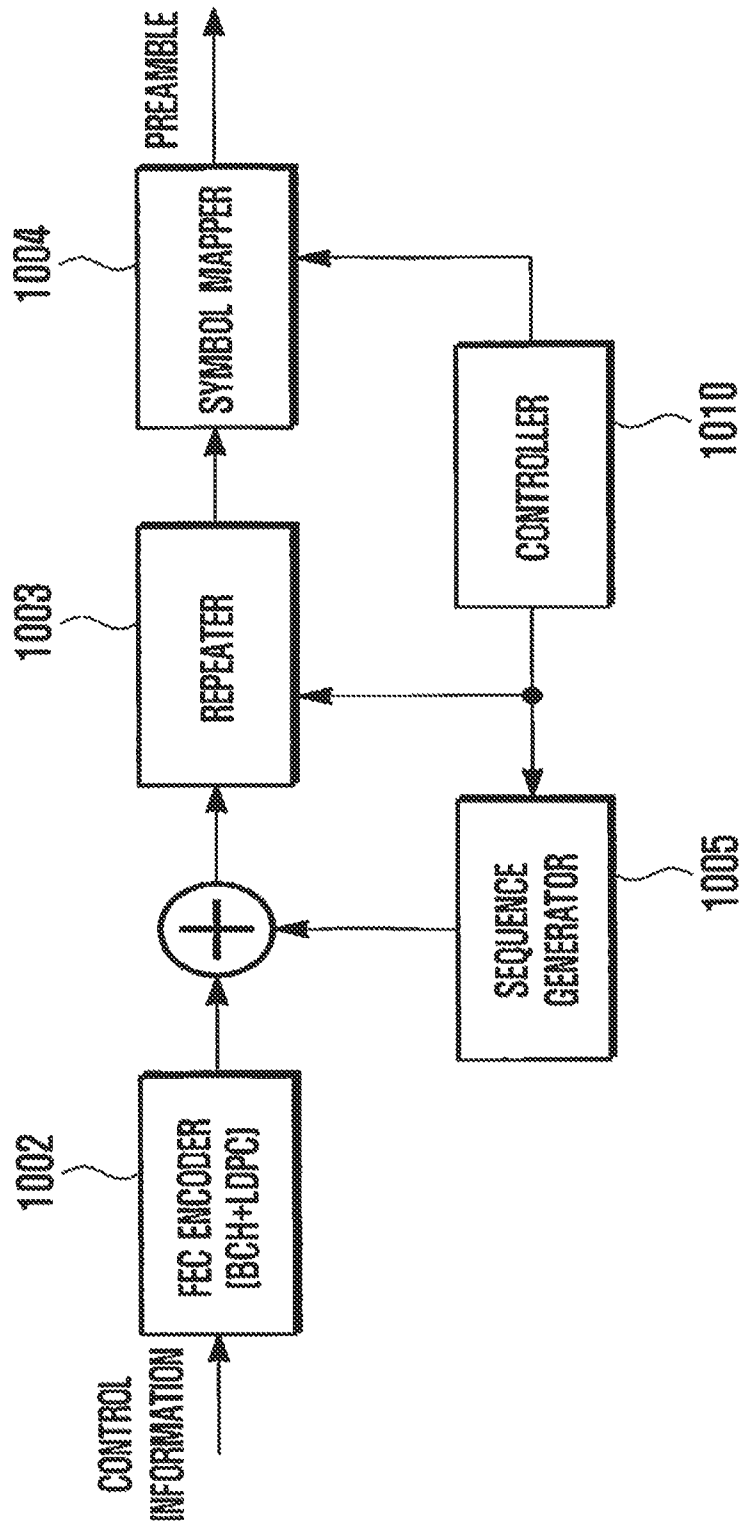 CONTROL
INFORMATION
1002
FEC ENCODER
(BCH+LDPC)
1003
REPEATER
1004
SYMBOL MAPPER
PREAMBLE
SEQUENCE
GENERATOR
1005
CONTROLLER
1010